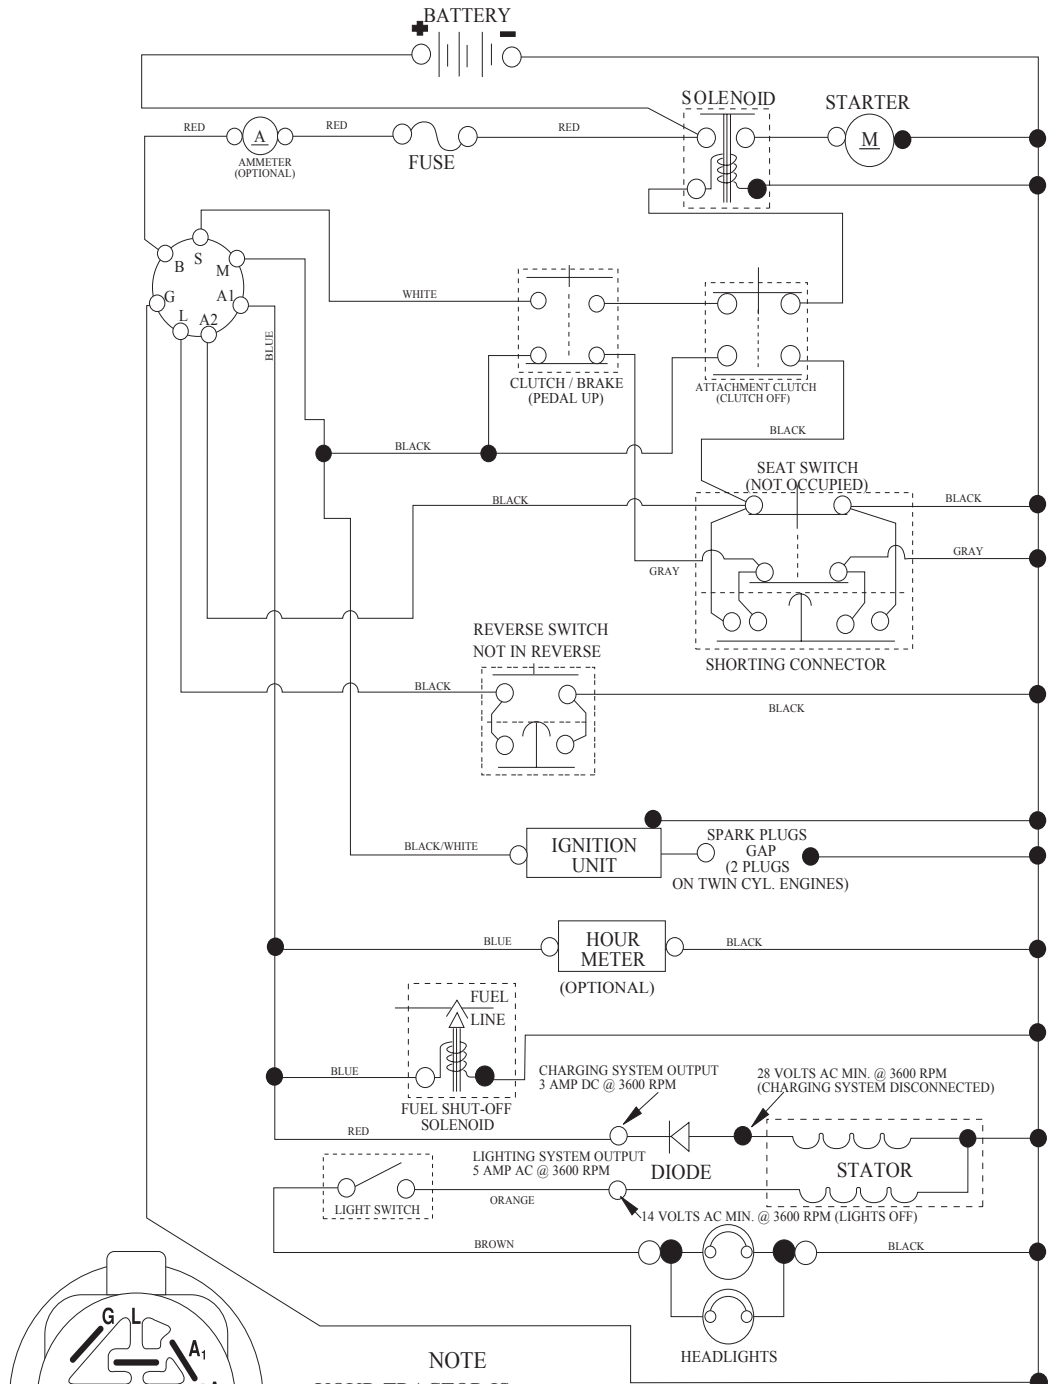 BATTERY
+ -
SOLENOID
STARTER
RED
A
RED
RED
M
AMMETER
(OPTIONAL)
FUSE
B
S
M
G
A1
L
A2
BLUE
WHITE
CLUTCH / BRAKE
(PEDAL UP)
ATTACHMENT CLUTCH
(CLUTCH OFF)
BLACK
BLACK
SEAT SWITCH
(NOT OCCUPIED)
BLACK
BLACK
GRAY
GRAY
SHORTING CONNECTOR
REVERSE SWITCH
NOT IN REVERSE
BLACK
BLACK
BLACK/WHITE
IGNITION
UNIT
SPARK PLUGS
GAP
(2 PLUGS
ON TWIN CYL. ENGINES)
BLUE
HOUR
METER
BLACK
(OPTIONAL)
FUEL
LINE
BLUE
FUEL SHUT-OFF
SOLENOID
CHARGING SYSTEM OUTPUT
3 AMP DC @ 3600 RPM
28 VOLTS AC MIN. @ 3600 RPM
(CHARGING SYSTEM DISCONNECTED)
RED
DIODE
STATOR
LIGHTING SYSTEM OUTPUT
5 AMP AC @ 3600 RPM
LIGHT SWITCH
ORANGE
14 VOLTS AC MIN. @ 3600 RPM (LIGHTS OFF)
BROWN
BLACK
HEADLIGHTS
G L
A1
NOTE